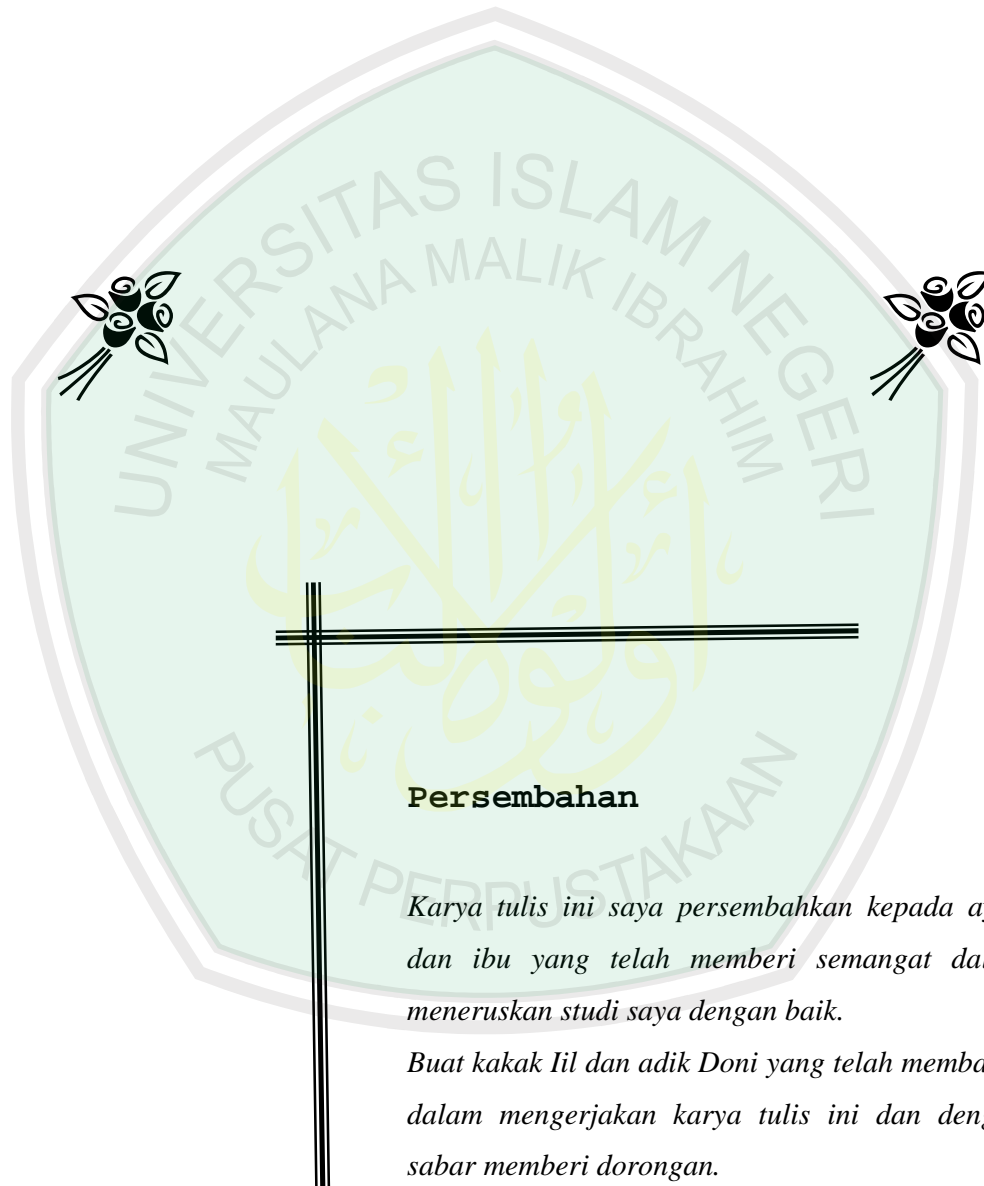 UNIVERSITAS ISLAM NEGERI
MAULANA MALIK IBRAHIM
Persembahan
Karya tulis ini saya persembahkan kepada ay
dan ibu yang telah memberi semangat dal
meneruskan studi saya dengan baik.
Buat kakak Iil dan adik Doni yang telah memba
dalam mengerjakan karya tulis ini dan deng
sabar memberi dorongan.
PUSAT PERPUSTAKAAN